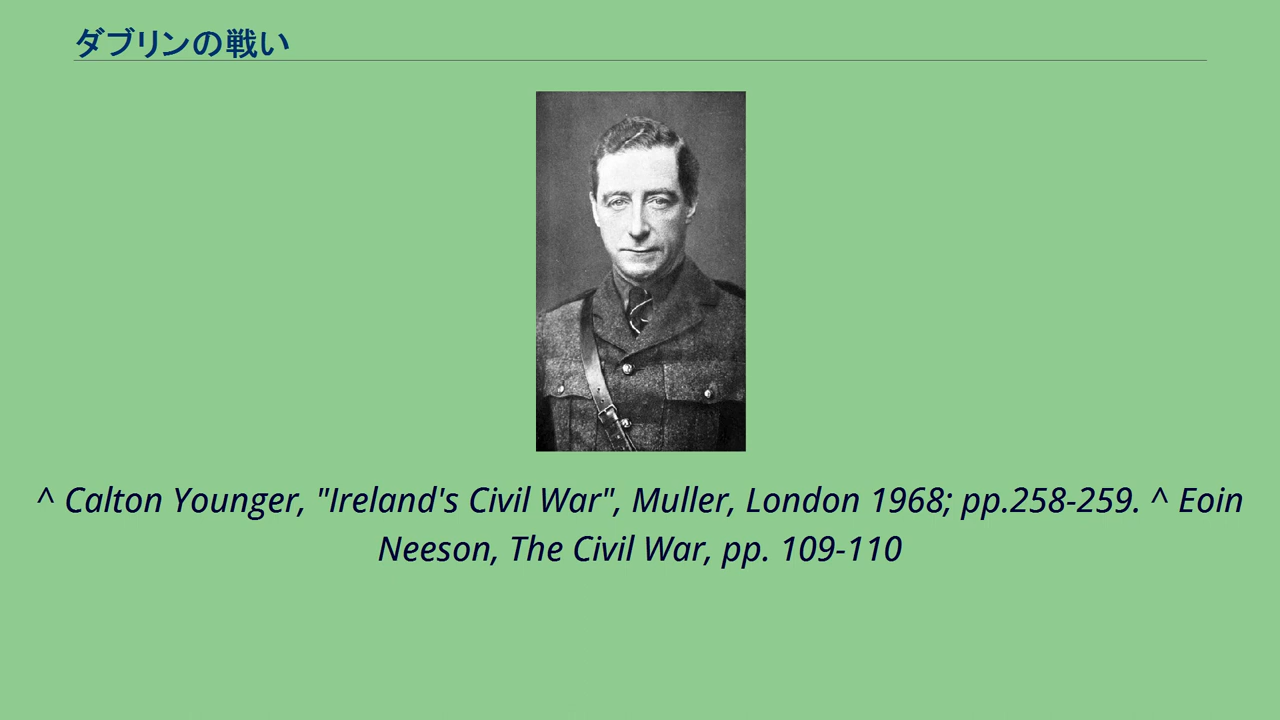 ダブリンの戦い
^ Calton Younger, "Ireland's Civil War", Muller, London 1968; pp.258-259. ^ Eoin
Neeson, The Civil War, pp. 109-110